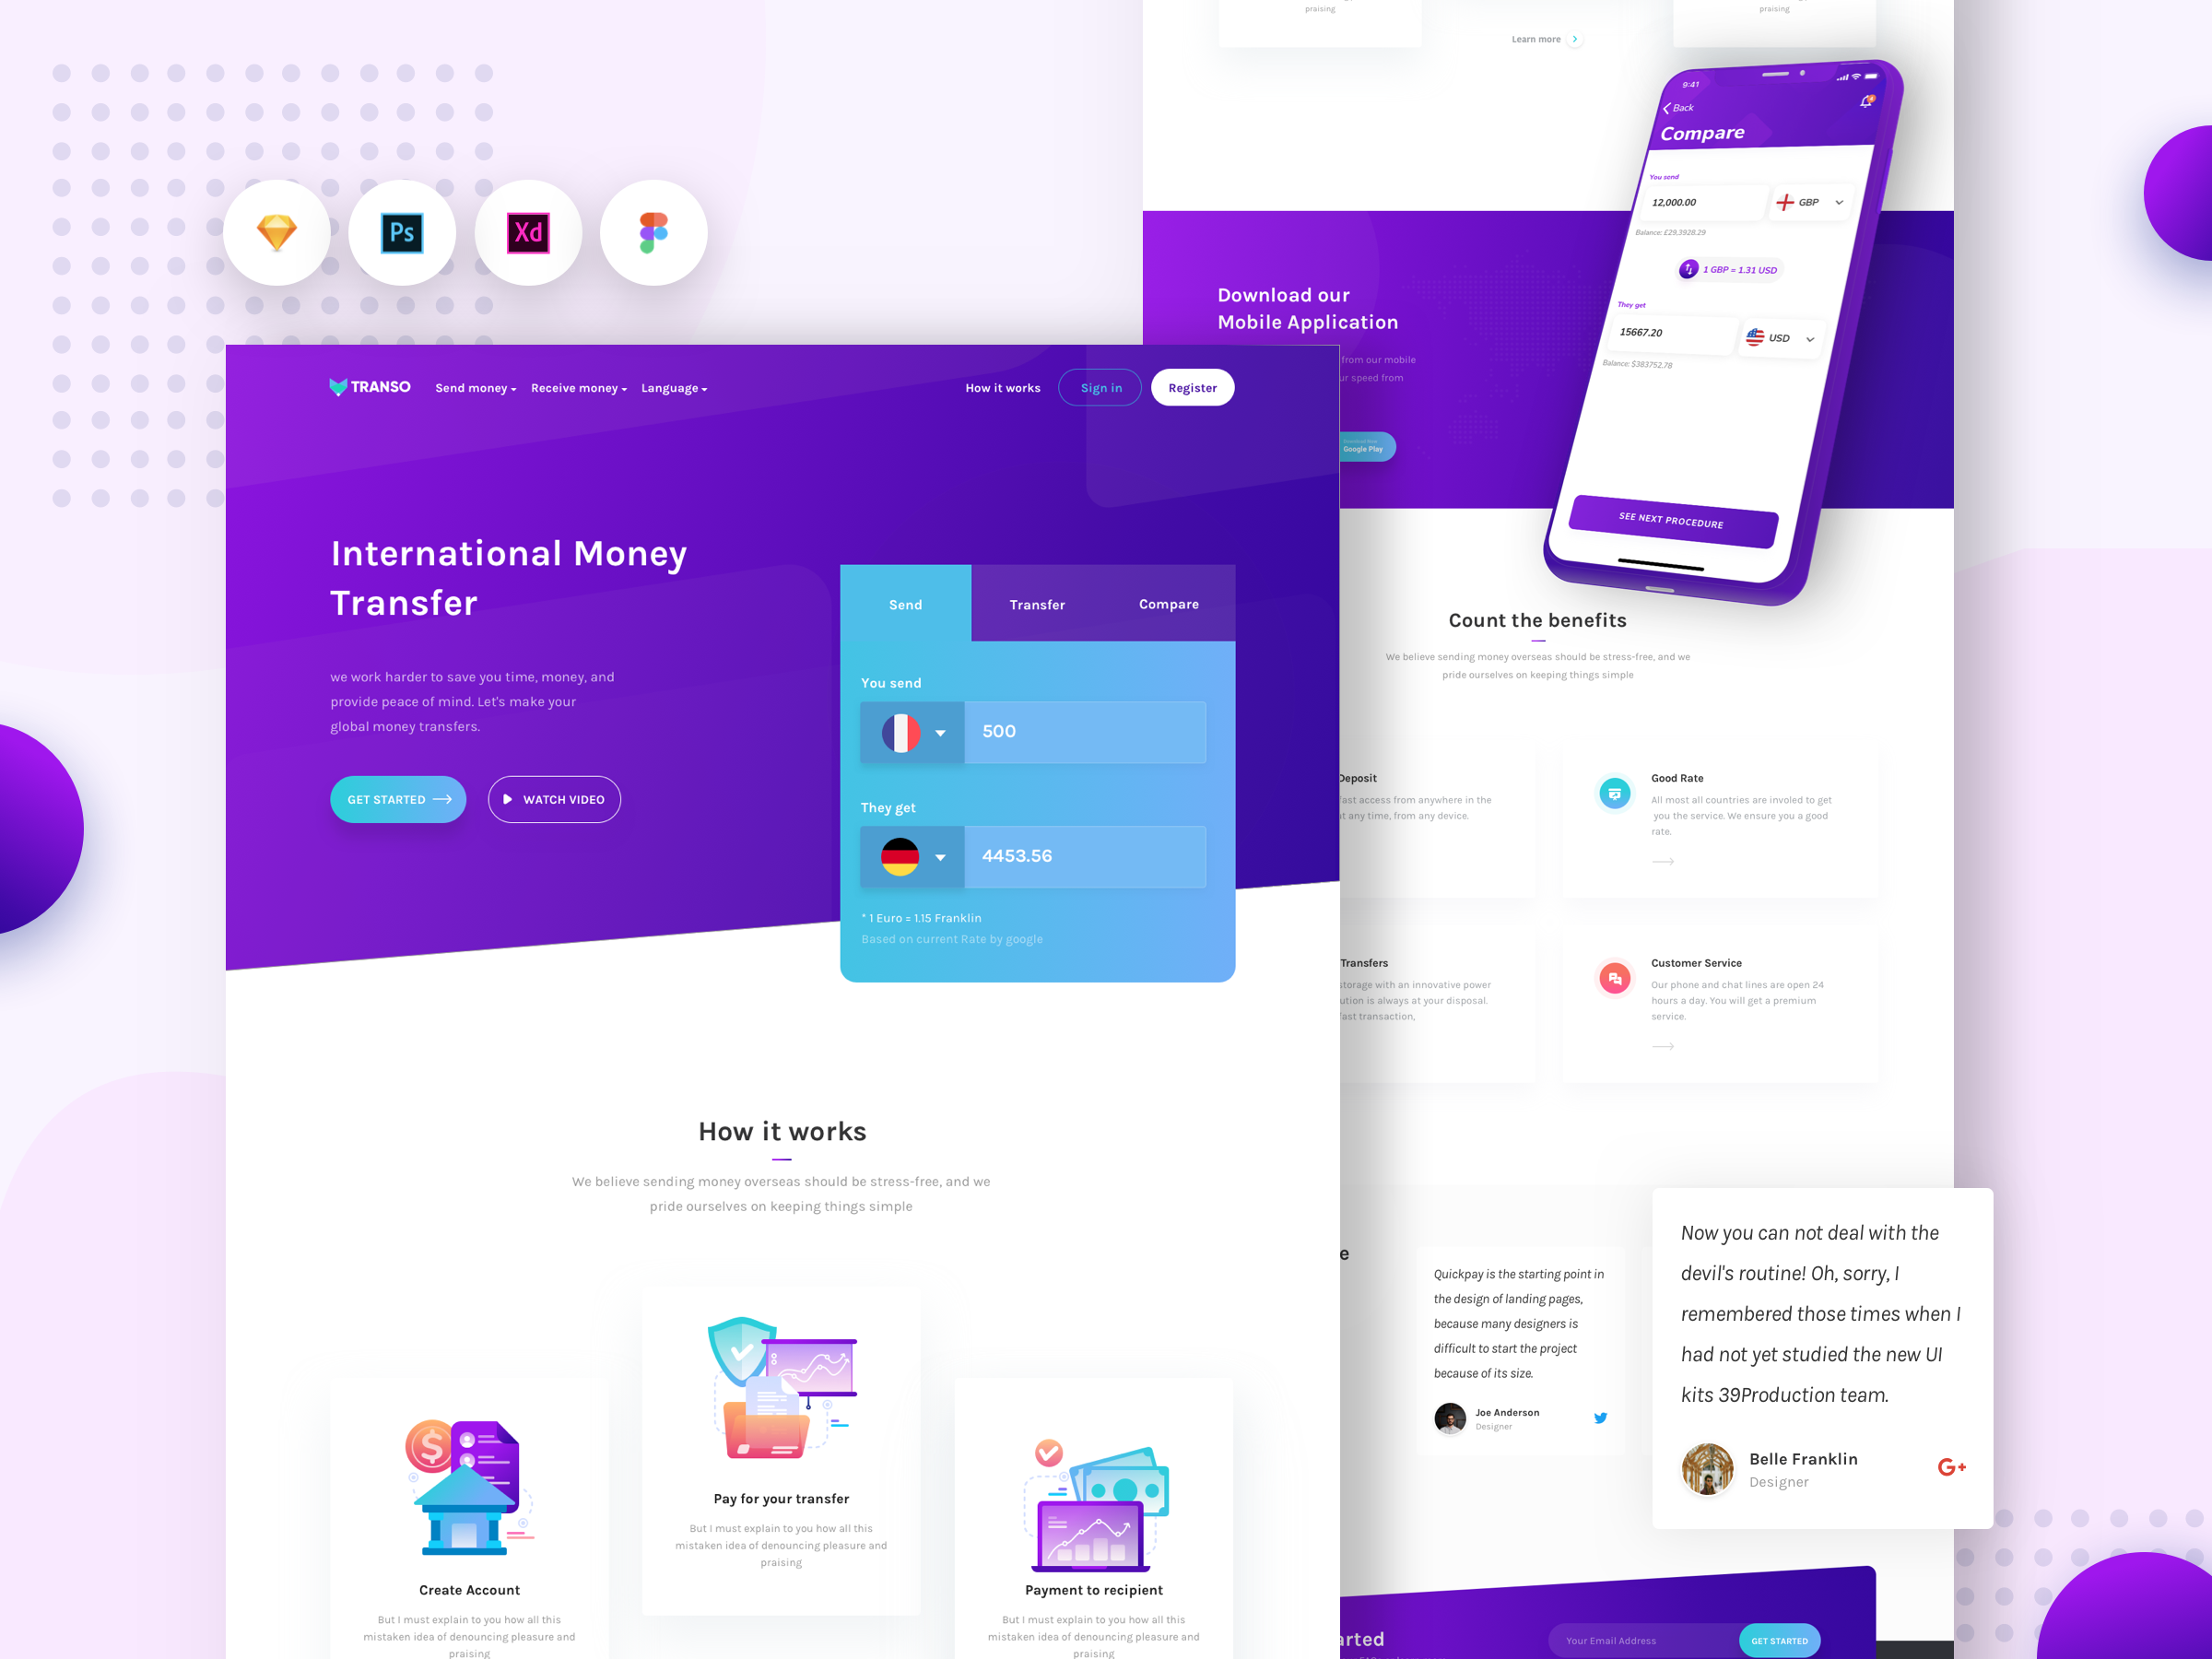 Ps
Xd
TRANSO
Send money
Receive money
Language
How it works
Sign in
Register
International Money
Transfer
we work harder to save you time, money, and
provide peace of mind. Let's make your
global money transfers.
GET STARTED
WATCH VIDEO
Send
Transfer
Compare
You send
500
They get
4453.56
* 1 Euro = 1.15 Franklin
Based on current Rate by google
How it works
We believe sending money overseas should be stress-free, and we
pride ourselves on keeping things simple
Create Account
But I must explain to you how all this
mistaken idea of denouncing pleasure and
praising
Pay for your transfer
But I must explain to you how all this
mistaken idea of denouncing pleasure and
praising
Payment to recipient
But I must explain to you how all this
mistaken idea of denouncing pleasure and
praising
praising
Learn more
praising
Download our
Mobile Application
from our mobile
speed from
Google Play
9:41
Back
Compare
You send
12,000.00
GBP
Balance: £29,3928.29
1 GBP = 1.31 USD
They get
15667.20
USD
Balance: $383752.78
SEE NEXT PROCEDURE
Count the benefits
We believe sending money overseas should be stress-free, and we
pride ourselves on keeping things simple
Deposit
fast access from anywhere in the
at any time, from any device.
Good Rate
All most all countries are involed to get
you the service. We ensure you a good
rate.
Transfers
storage with an innovative power
ution is always at your disposal.
fast transaction,
Customer Service
Our phone and chat lines are open 24
hours a day. You will get a premium
service.
e
Quickpay is the starting point in
the design of landing pages,
because many designers is
difficult to start the project
because of its size.
Joe Anderson
Designer
Now you can not deal with the
devil's routine! Oh, sorry, I
remembered those times when I
had not yet studied the new UI
kits 39Production team.
Belle Franklin
Designer
G+
arted
Your Email Address
GET STARTED